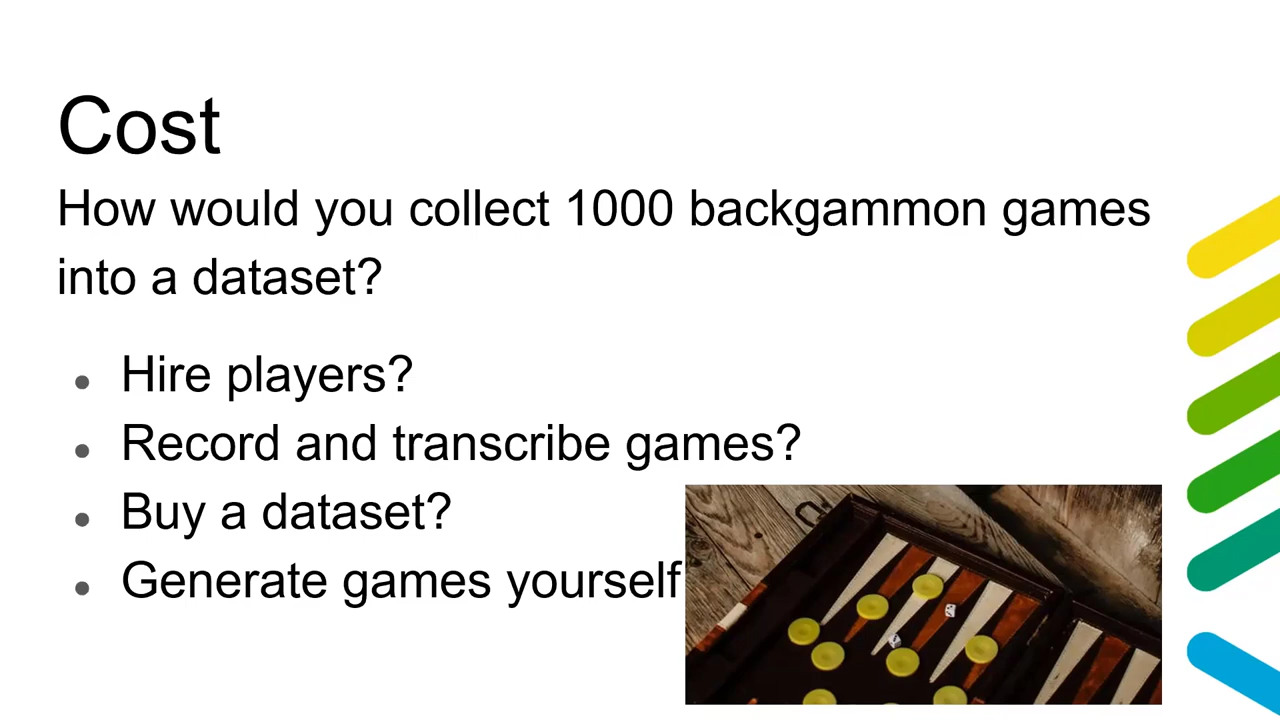 Cost
How would you collect 1000 backgammon games
into a dataset?
Hire players?
Record and transcribe games?
Buy a dataset?
Generate games yourself